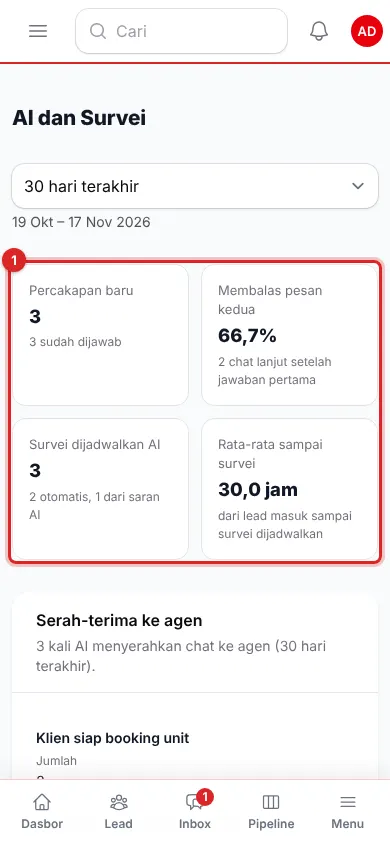 Cari
AD
AI dan Survei
30 hari terakhir
19 Okt – 17 Nov 2026
1
Percakapan baru
3
3 sudah dijawab
Membalas pesan
kedua
66,7%
2 chat lanjut setelah
jawaban pertama
Survei dijadwalkan AI
3
2 otomatis, 1 dari saran
AI
Rata-rata sampai
survei
30,0 jam
dari lead masuk sampai
survei dijadwalkan
Serah-terima ke agen
3 kali AI menyerahkan chat ke agen (30 hari
terakhir).
Klien siap booking unit
Jumlah
1
Dasbor
Lead
Inbox
Pipeline
Menu